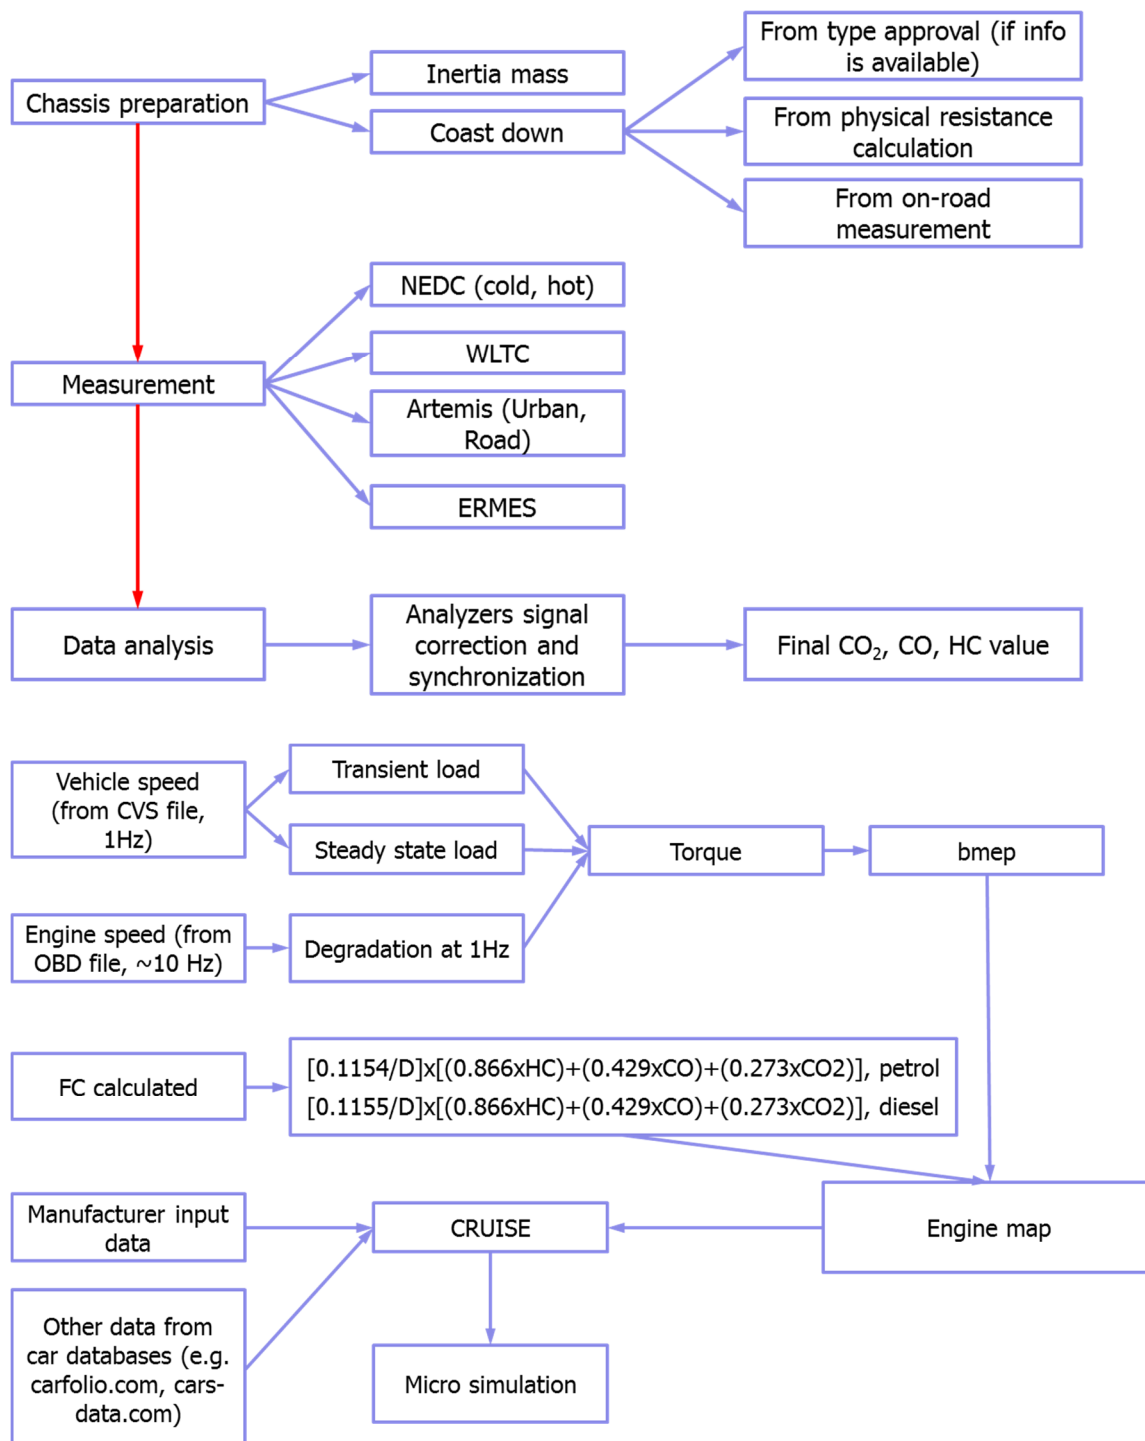 From type approval (if info
is available)
Inertia mass
Chassis preparation
Coast down
From physical resistance
calculation
From on-road
measurement
NEDC (cold, hot)
WLTC
Measurement
Artemis (Urban,
Road)
ERMES
Data analysis
Analyzers signal
correction and
synchronization
Final CO₂, CO, HC value
Vehicle speed
(from CVS file,
1Hz)
Transient load
Steady state load
Torque
bmep
Engine speed (from
OBD file, ~10 Hz)
Degradation at 1Hz
FC calculated
[0.1154/D]x[(0.866xHC)+(0.429xCO)+(0.273xCO2)], petrol
[0.1155/D]x[(0.866xHC)+(0.429xCO)+(0.273xCO2)], diesel
Manufacturer input
data
CRUISE
Engine map
Other data from
car databases (e.g.
carfolio.com, cars-
data.com)
Micro simulation